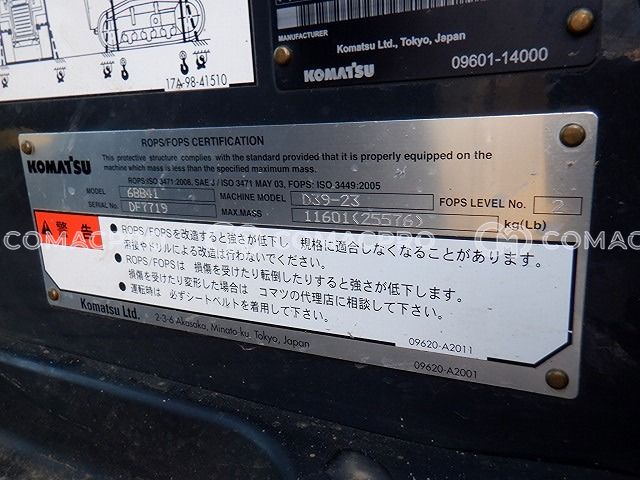 17A-98-41510
MANUFACTURER
Komatsu Ltd., Tokyo, Japan
KOMATSU
09601-14000
ROPS/FOPS CERTIFICATION
KOMATSU
This protective structure complies with the standard provided that it is properly equipped on the
machine which mass is less than the specified maximum mass.
ROPS:ISO 3471:2008, SAE J / ISO 3471 MAY 03, FOPS: ISO 3449:2005
MODEL 6BB41 MACHINE MODEL D39-23 FOPS LEVEL No. 2
SERIAL No. DF7719 MAX.MASS 11601(25576) kg(Lb)
警告
• ROPS/FOPSを改造すると強さが低下し 規格に適合しなくなることがあります。
溶接やドリルによる改造は行わないでください。
• ROPS/FOPSは 損傷を受けたり転倒したりすると強さが低下します。
損傷を受けたり変形した場合は コマツの代理店に相談して下さい。
• 運転時は 必ずシートベルトを着用して下さい。
09620-A2011
Komatsu Ltd.
2-3-6 Akasaka, Minato-ku, Tokyo, Japan
09620-A2001
COMACPRO
COMACPRO
COMACPRO